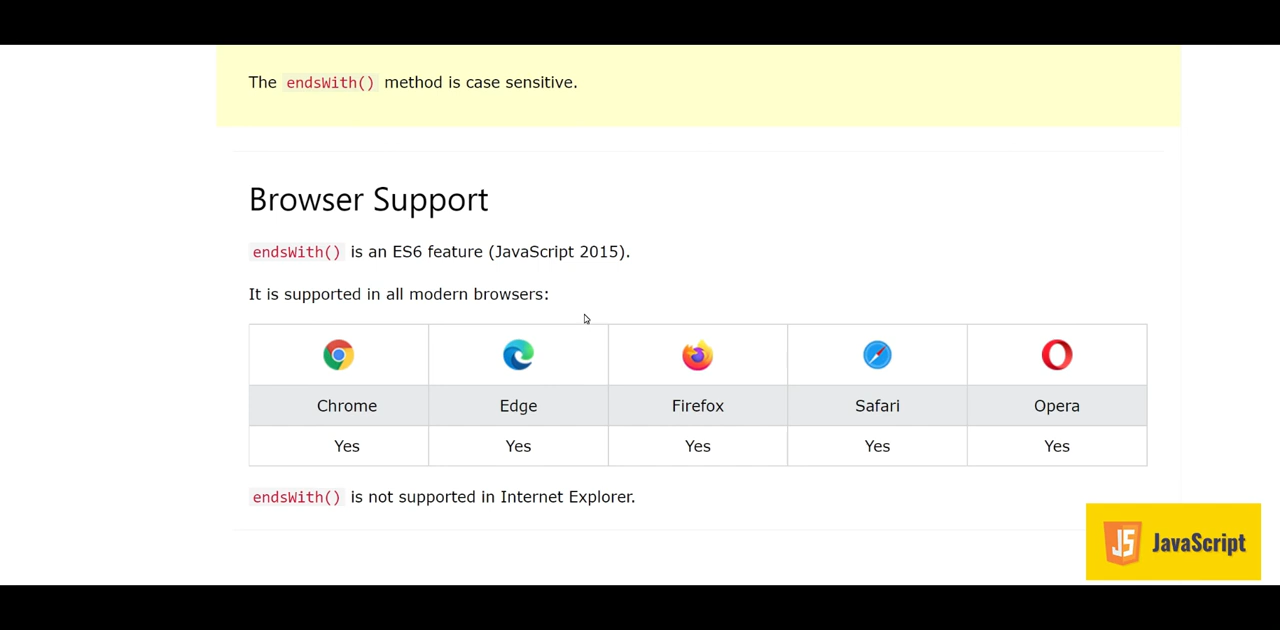 The endsWith() method is case sensitive.
Browser Support
endsWith() is an ES6 feature (JavaScript 2015).
It is supported in all modern browsers:
Chrome Edge Firefox Safari Opera
Yes Yes Yes Yes Yes
endsWith() is not supported in Internet Explorer.
JS JavaScript